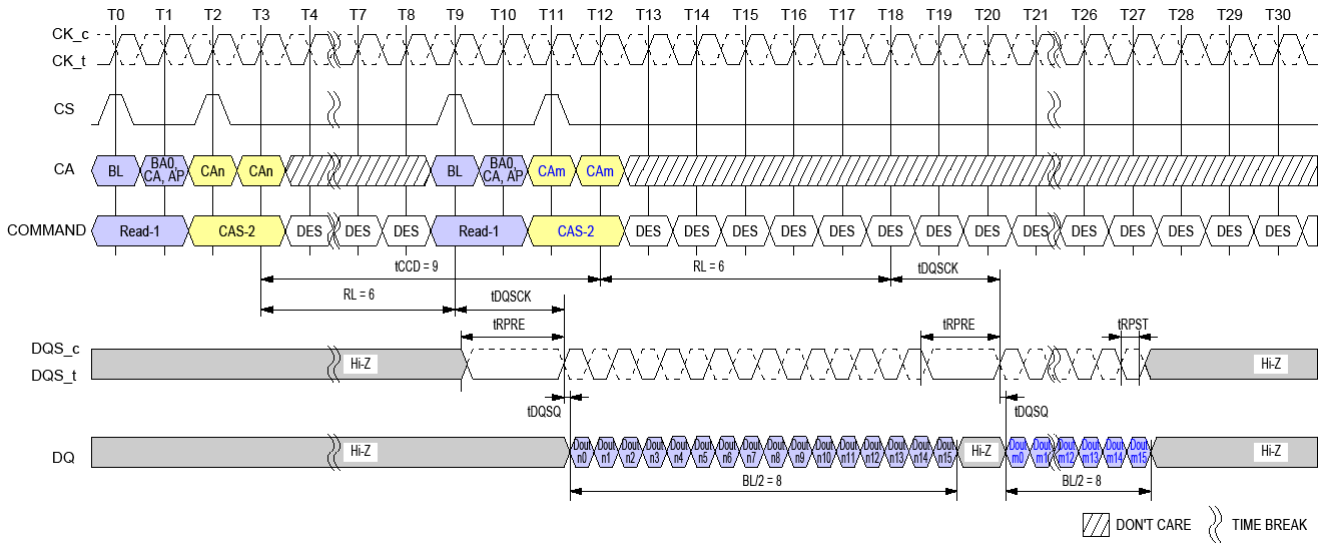 T0 T1 T2 T3 T4 T7 T8 T9 T10 T11 T12 T13 T14 T15 T16 T17 T18 T19 T20 T21 T26 T27 T28 T29 T30
CK_c
CK_t
CS
CA BL BA0, CA, AP CAn CAn BL BA0, CA, AP CAm CAm
COMMAND Read-1 CAS-2 DES DES DES Read-1 CAS-2 DES DES DES DES DES DES DES DES DES DES DES DES DES DES
tCCD = 9 RL = 6 tDQSCK
RL = 6 tDQSCK
tRPRE tRPRE tRPST
DQS_c
DQS_t
Hi-Z Hi-Z
tDQSQ tDQSQ
DQ Hi-Z Dout n0 Dout n1 Dout n2 Dout n3 Dout n4 Dout n5 Dout n6 Dout n7 Dout n8 Dout n9 Dout n10 Dout n11 Dout n12 Dout n13 Dout n14 Dout n15 Hi-Z Dout m0 Dout Dout m12 Dout m13 Dout m14 Dout m15 Hi-Z
BL/2 = 8 BL/2 = 8
DON'T CARE TIME BREAK